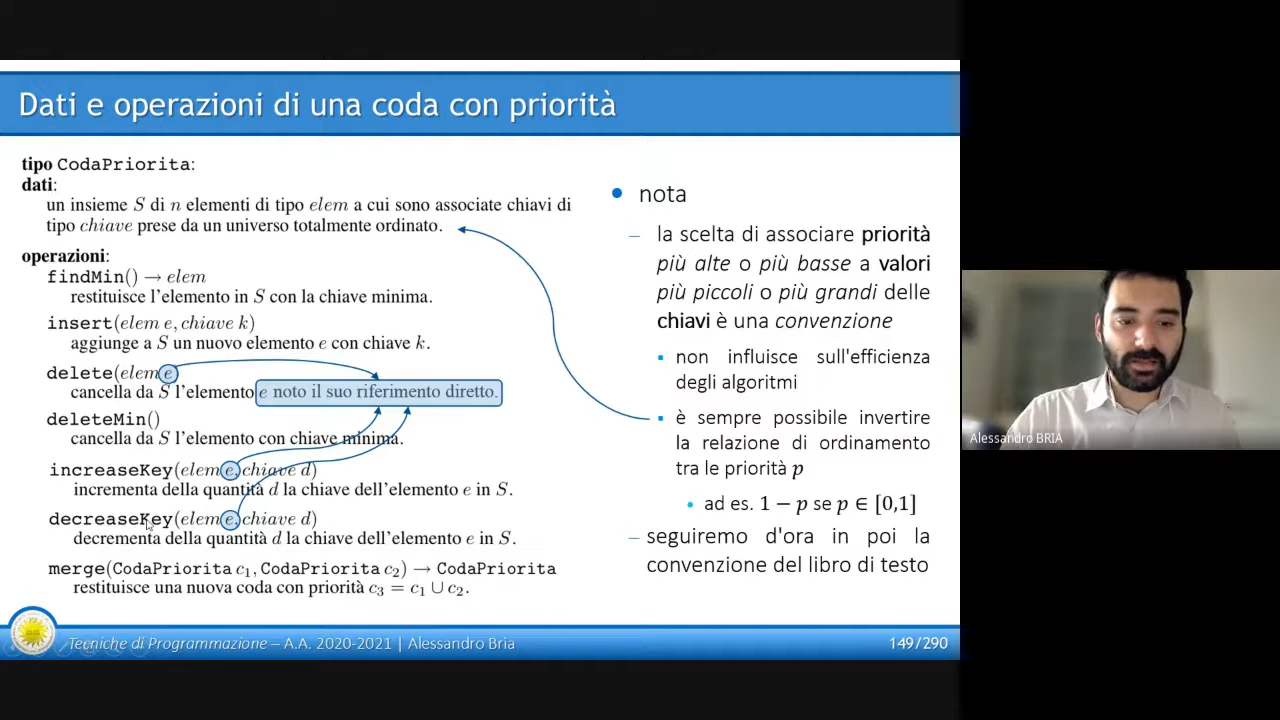 Dati e operazioni di una coda con priorità
tipo CodaPriorita:
dati:
un insieme S di n elementi di tipo elem a cui sono associate chiavi di
tipo chiave prese da un universo totalmente ordinato.
operazioni:
findMin() → elem
restituisce l'elemento in S con la chiave minima.
insert(elem e, chiave k)
aggiunge a S un nuovo elemento e con chiave k.
delete(elem e)
cancella da S l'elemento e noto il suo riferimento diretto.
deleteMin()
cancella da S l'elemento con chiave minima.
increaseKey(elem e, chiave d)
incrementa della quantità d la chiave dell'elemento e in S.
decreaseKey(elem e, chiave d)
decrementa della quantità d la chiave dell'elemento e in S.
merge(CodaPriorita c₁, CodaPriorita c₂) → CodaPriorita
restituisce una nuova coda con priorità c₃ = c₁ ∪ c₂.
• nota
– la scelta di associare priorità
più alte o più basse a valori
più piccoli o più grandi delle
chiavi è una convenzione
▪ non influisce sull'efficienza
degli algoritmi
▪ è sempre possibile invertire
la relazione di ordinamento
tra le priorità p
• ad es. 1 − p se p ∈ [0,1]
– seguiremo d'ora in poi la
convenzione del libro di testo
Tecniche di Programmazione – A.A. 2020-2021 | Alessandro Bria
149/290
Alessandro BRIA